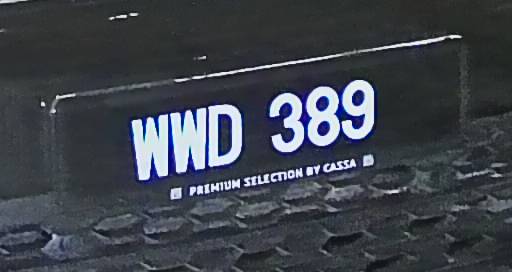 WWD 389
PREMIUM SELECTION BY CASSA